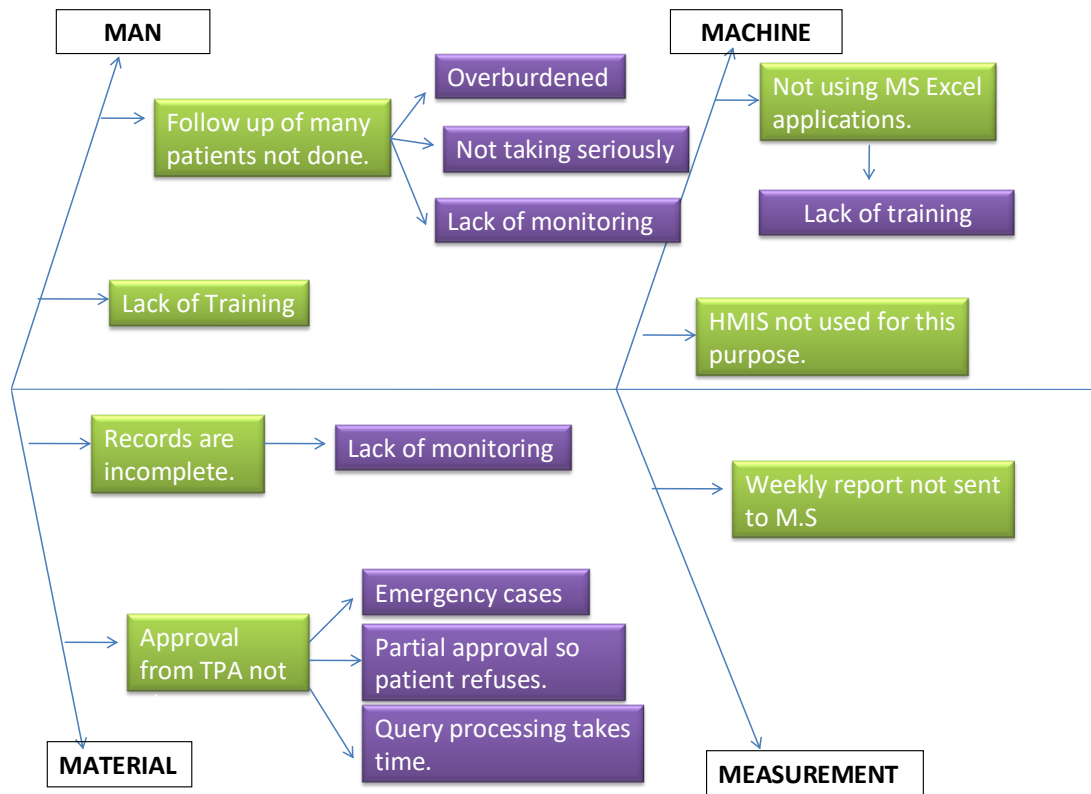 MAN
Follow up of many
patients not done.
Overburdened
Not taking seriously
Lack of monitoring
Lack of Training
MACHINE
Not using MS Excel
applications.
Lack of training
HMIS not used for this
purpose.
Records are
incomplete.
Lack of monitoring
Approval
from TPA not
Emergency cases
Partial approval so
patient refuses.
Query processing takes
time.
MATERIAL
Weekly report not sent
to M.S
MEASUREMENT